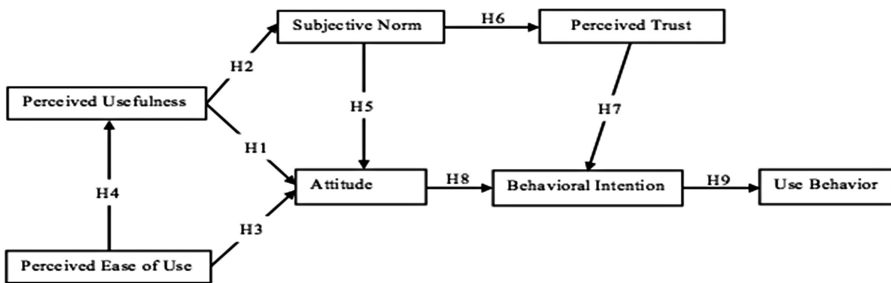 Subjective Norm
H6
Perceived Trust
H2
Perceived Usefulness
H5
H7
H1
Attitude
H8
Behavioral Intention
H9
Use Behavior
H4
H3
Perceived Ease of Use